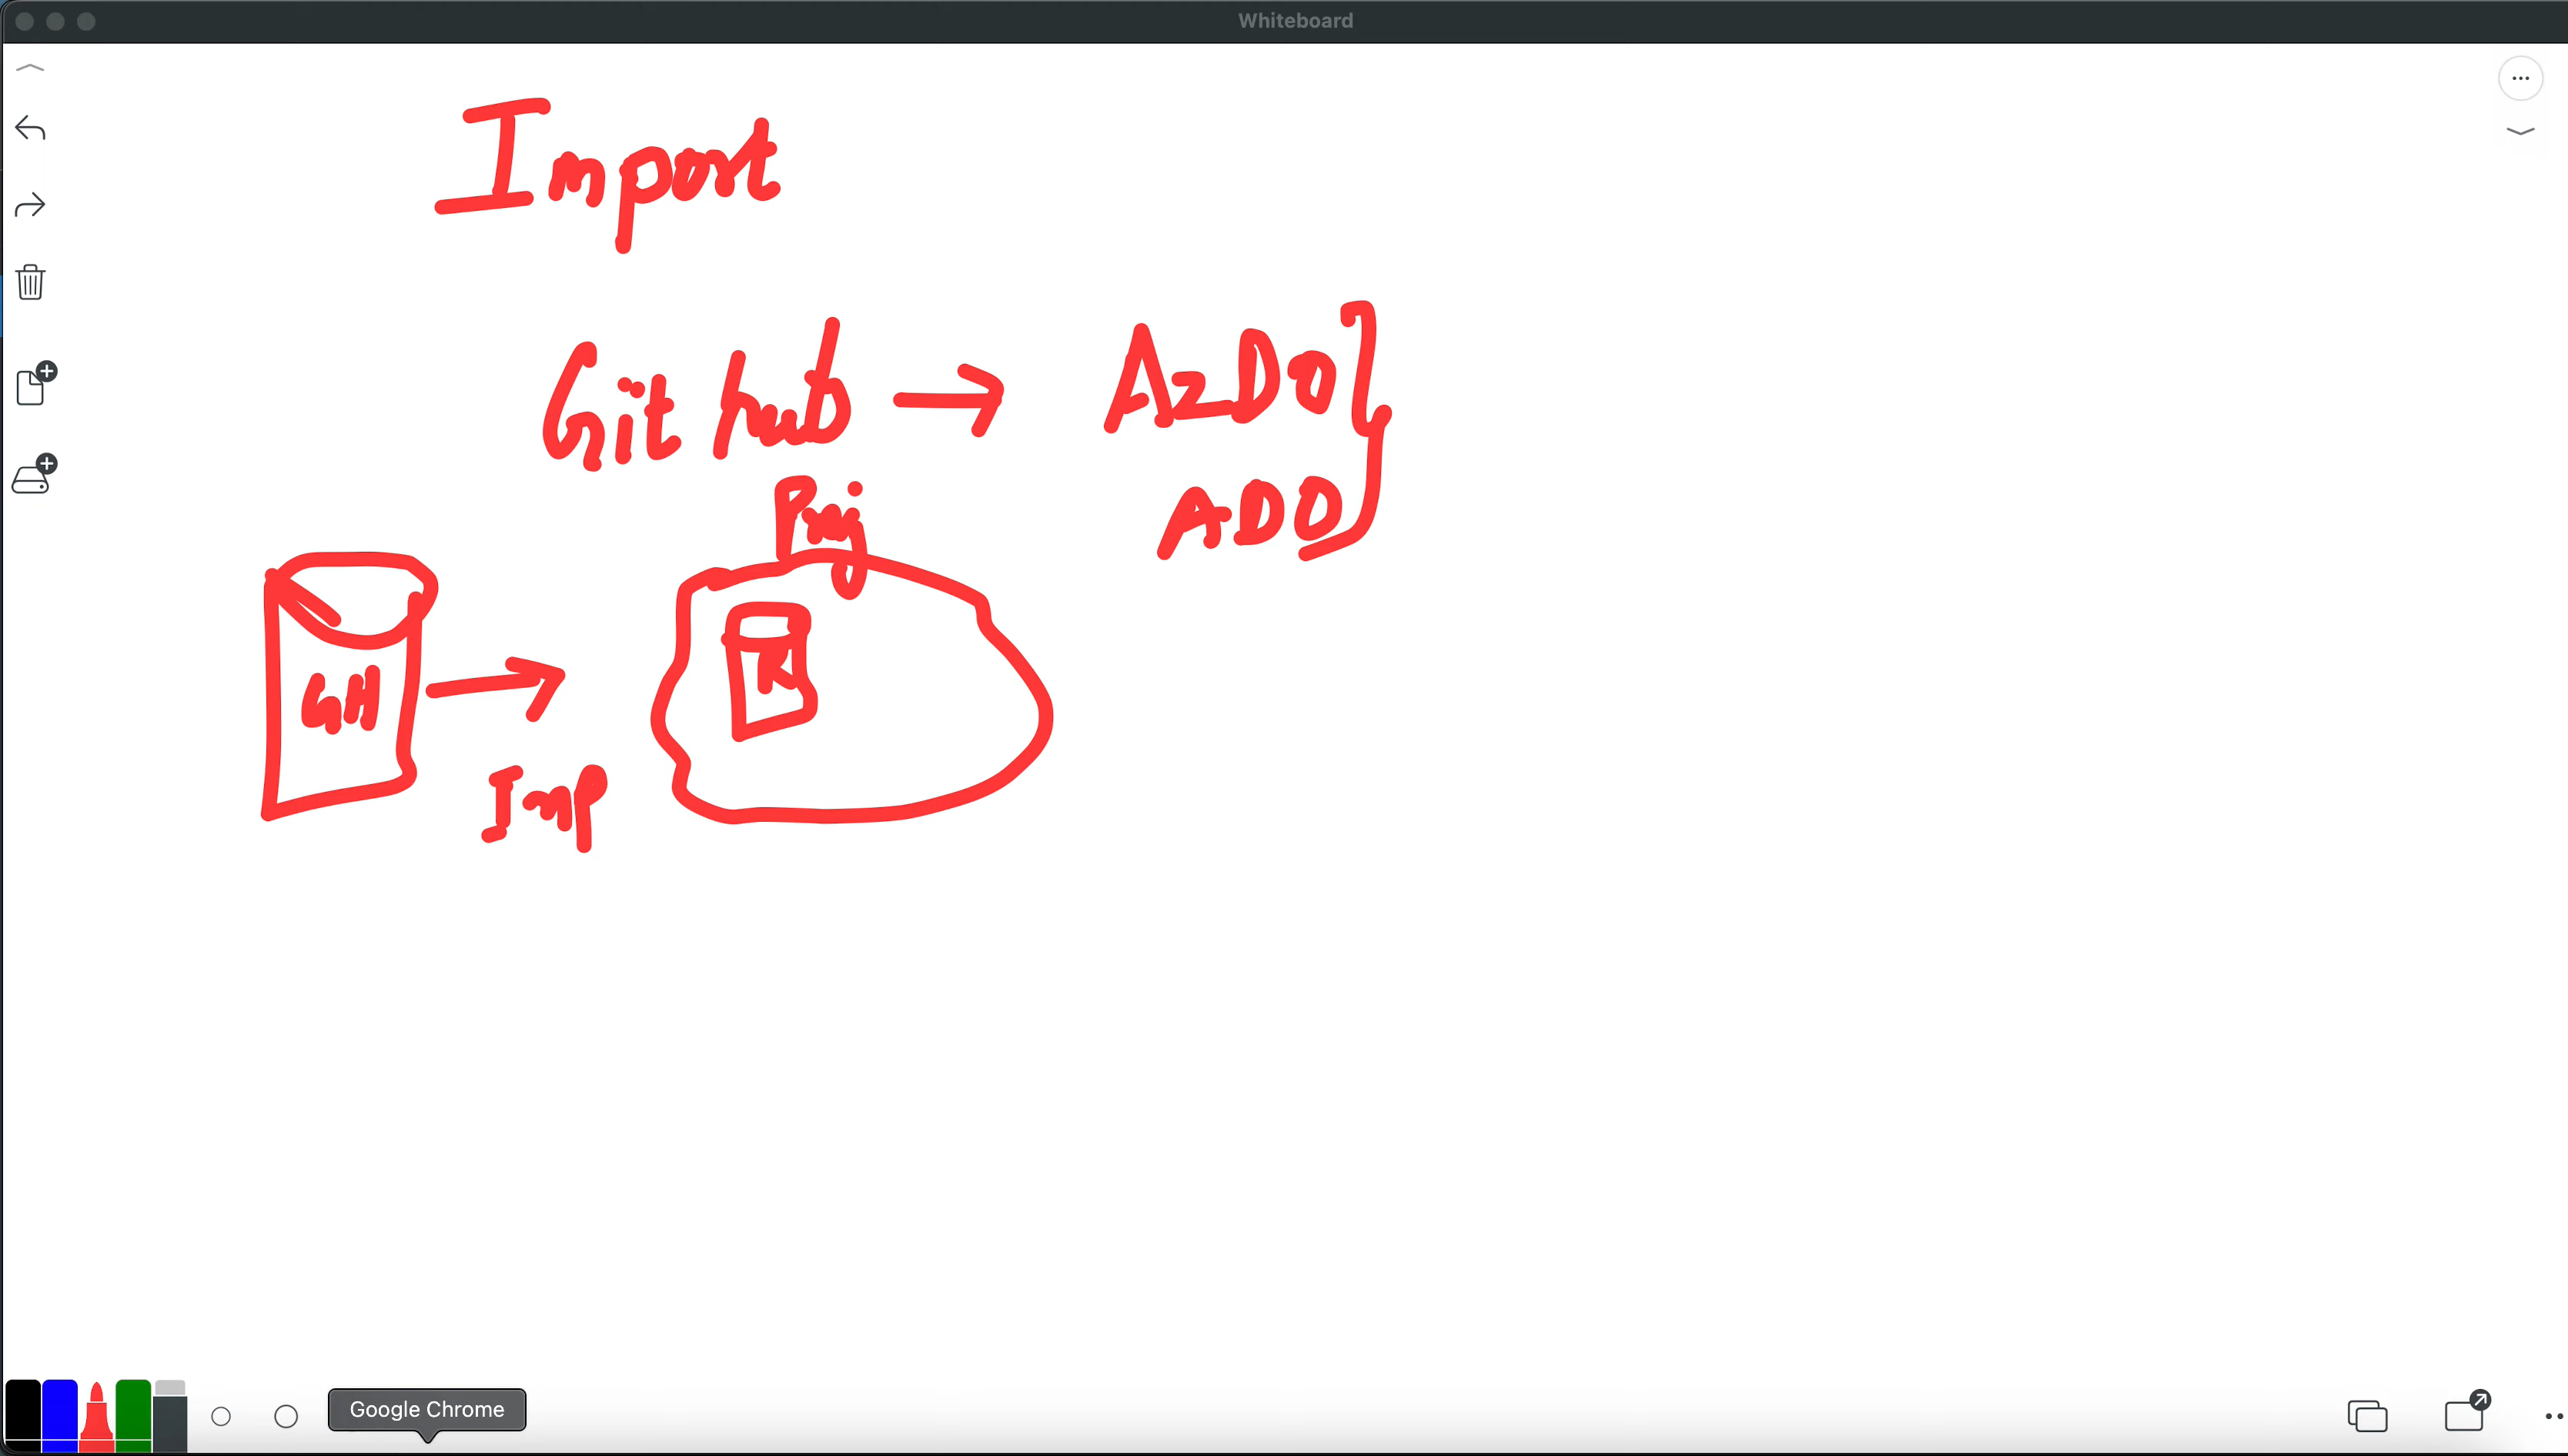 Whiteboard
Import
Github → AzDO }
ADO
Proj
R
GH
Imp
Google Chrome